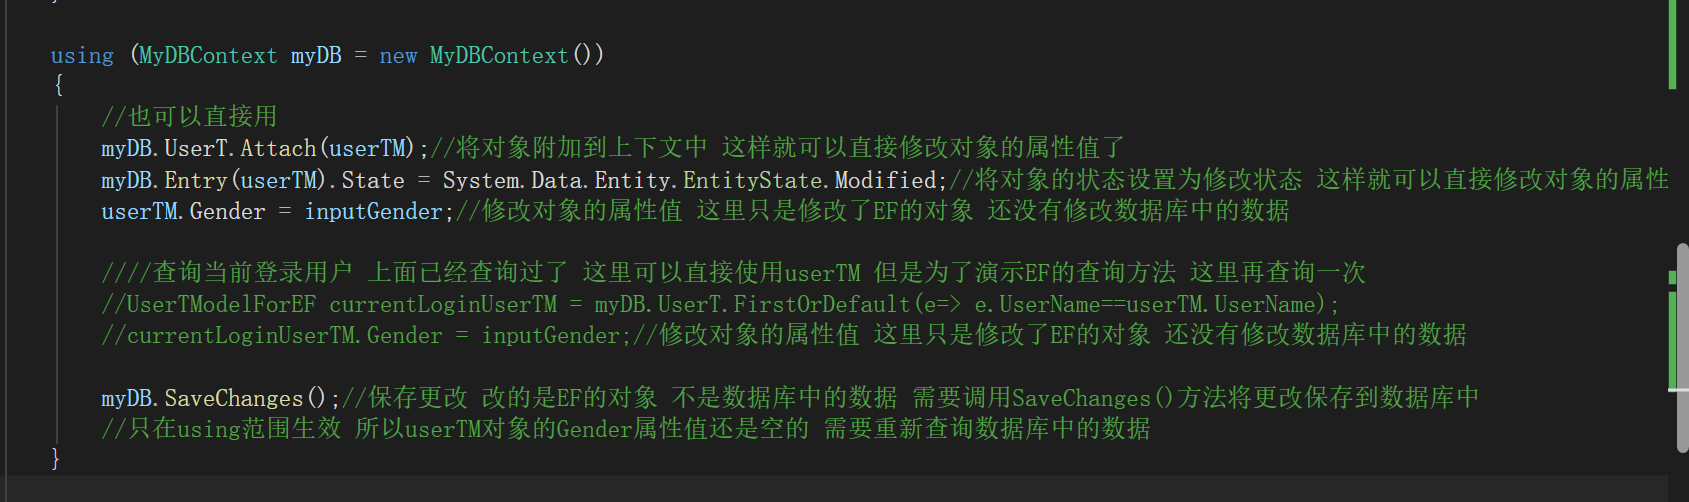 using (MyDBContext myDB = new MyDBContext())
{
//也可以直接用
myDB.UserT.Attach(userTM);//将对象附加到上下文中 这样就可以直接修改对象的属性值了
myDB.Entry(userTM).State = System.Data.Entity.EntityState.Modified;//将对象的状态设置为修改状态 这样就可以直接修改对象的属性
userTM.Gender = inputGender;//修改对象的属性值 这里只是修改了EF的对象 还没有修改数据库中的数据
////查询当前登录用户 上面已经查询过了 这里可以直接使用userTM 但是为了演示EF的查询方法 这里再查询一次
//UserTModelForEF currentLoginUserTM = myDB.UserT.FirstOrDefault(e=> e.UserName==userTM.UserName);
//currentLoginUserTM.Gender = inputGender;//修改对象的属性值 这里只是修改了EF的对象 还没有修改数据库中的数据
myDB.SaveChanges();//保存更改 改的是EF的对象 不是数据库中的数据 需要调用SaveChanges()方法将更改保存到数据库中
//只在using范围生效 所以userTM对象的Gender属性值还是空的 需要重新查询数据库中的数据
}